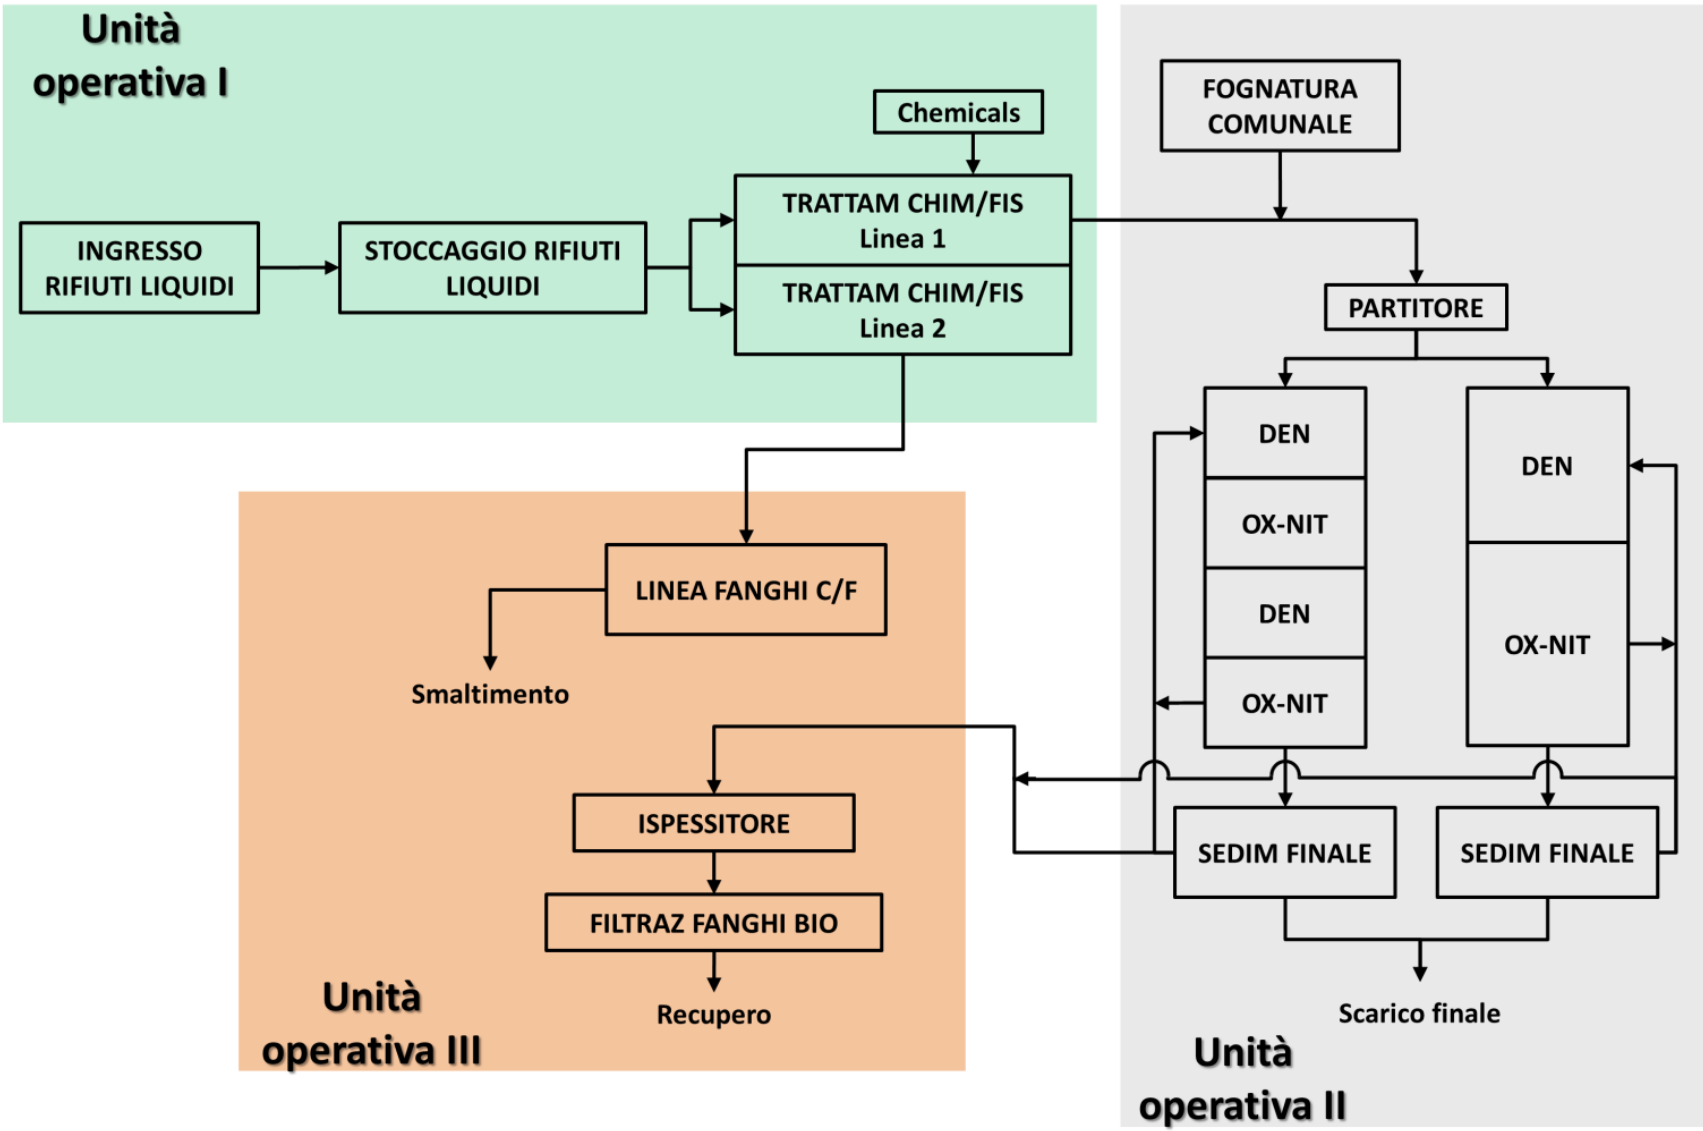 Unità
operativa I
Chemicals
INGRESSO
RIFIUTI LIQUIDI
STOCCAGGIO RIFIUTI
LIQUIDI
TRATTAM CHIM/FIS
Linea 1
TRATTAM CHIM/FIS
Linea 2
FOGNATURA
COMUNALE
PARTITORE
DEN
OX-NIT
DEN
OX-NIT
DEN
OX-NIT
SEDIM FINALE
SEDIM FINALE
Scarico finale
Unità
operativa II
LINEA FANGHI C/F
Smaltimento
ISPESSITORE
FILTRAZ FANGHI BIO
Recupero
Unità
operativa III